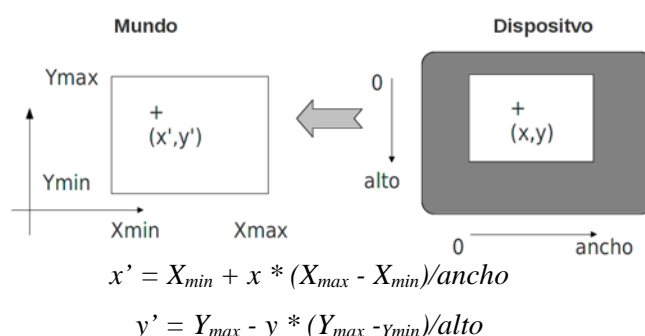 Mundo Dispositvo
Ymax 0
+ +
(x',y') (x,y)
Ymin alto
Xmin Xmax 0 ancho
x' = Xmin + x * (Xmax - Xmin)/ancho
y' = Ymax - y * (Ymax -Ymin)/alto